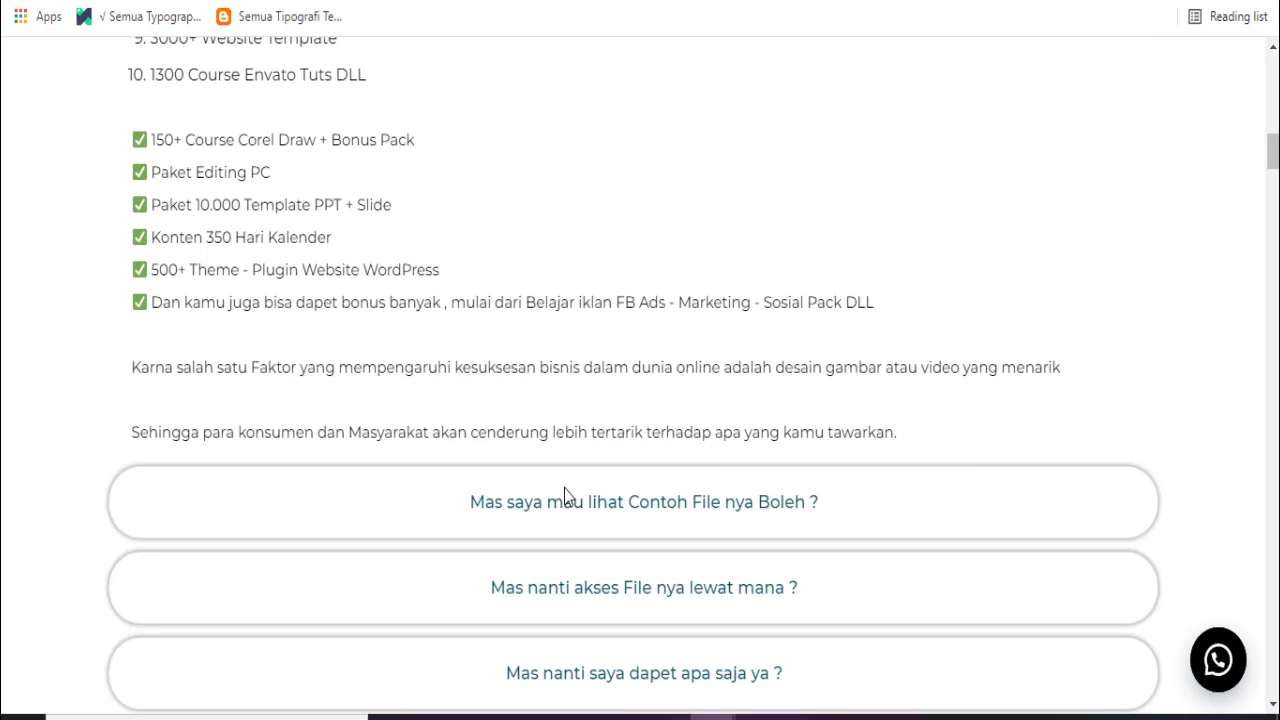 Apps
√ Semua Typograp...
Semua Tipografi Te...
Reading list
9. 3000+ Website Template
10. 1300 Course Envato Tuts DLL
✅ 150+ Course Corel Draw + Bonus Pack
✅ Paket Editing PC
✅ Paket 10.000 Template PPT + Slide
✅ Konten 350 Hari Kalender
✅ 500+ Theme - Plugin Website WordPress
✅ Dan kamu juga bisa dapet bonus banyak , mulai dari Belajar iklan FB Ads - Marketing - Sosial Pack DLL
Karna salah satu Faktor yang mempengaruhi kesuksesan bisnis dalam dunia online adalah desain gambar atau video yang menarik
Sehingga para konsumen dan Masyarakat akan cenderung lebih tertarik terhadap apa yang kamu tawarkan.
Mas saya mau lihat Contoh File nya Boleh ?
Mas nanti akses File nya lewat mana ?
Mas nanti saya dapet apa saja ya ?